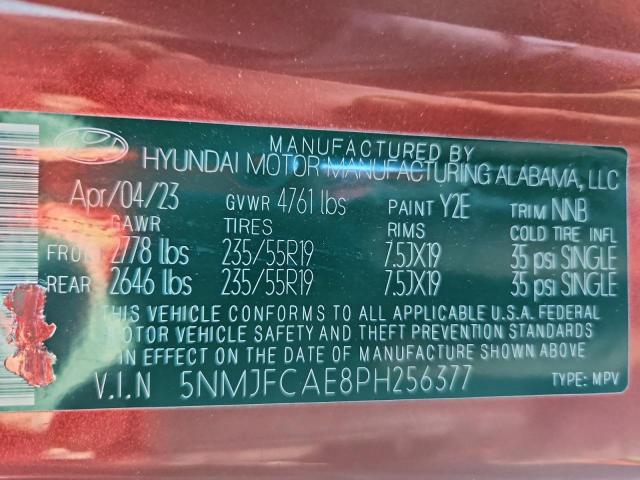 MANUFACTURED BY
HYUNDAI MOTOR MANUFACTURING ALABAMA, LLC
Apr/04/23 GVWR 4761 lbs PAINT Y2E TRIM NNB
GAWR TIRES RIMS COLD TIRE INFL
FRONT 2778 lbs 235/55R19 7.5JX19 35 psi SINGLE
REAR 2646 lbs 235/55R19 7.5JX19 35 psi SINGLE
THIS VEHICLE CONFORMS TO ALL APPLICABLE U.S.A. FEDERAL
MOTOR VEHICLE SAFETY AND THEFT PREVENTION STANDARDS
IN EFFECT ON THE DATE OF MANUFACTURE SHOWN ABOVE.
V.I.N 5NMJFCAE8PH256377 TYPE: MPV